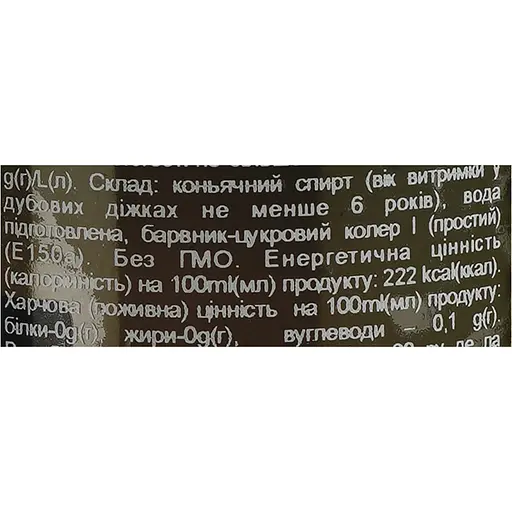 g(г)/L(л). Склад: коньячний спирт (вік витримки у
дубових діжках не менше 6 років), вода
підготовлена, барвник-цукровий колер І (простий)
(Е150а). Без ГМО. Енергетична цінність
(калорийність) на 100ml(мл) продукту: 222 kcal(ккал).
Харчова (поживна) цінність на 100ml(мл) продукту:
білки-0g(г), жири-0g(г), вуглеводи – 0,1 g(г).